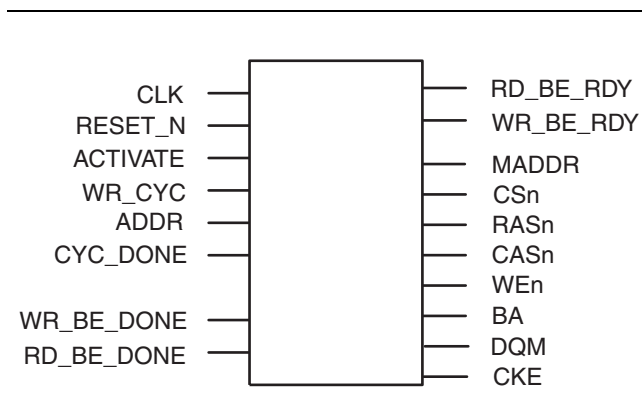 CLK
RESET_N
ACTIVATE
WR_CYC
ADDR
CYC_DONE
WR_BE_DONE
RD_BE_DONE
RD_BE_RDY
WR_BE_RDY
MADDR
CSn
RASn
CASn
WEn
BA
DQM
CKE